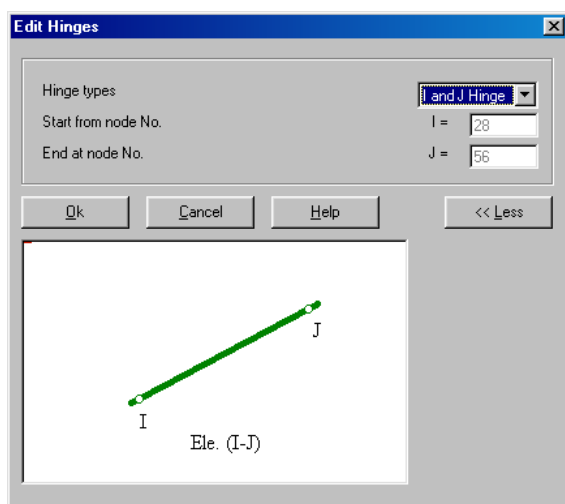 Edit Hinges
Hinge types
I and J Hinge
Start from node No.
I =
28
End at node No.
J =
56
Ok
Cancel
Help
<< Less
J
I
Ele. (I-J)